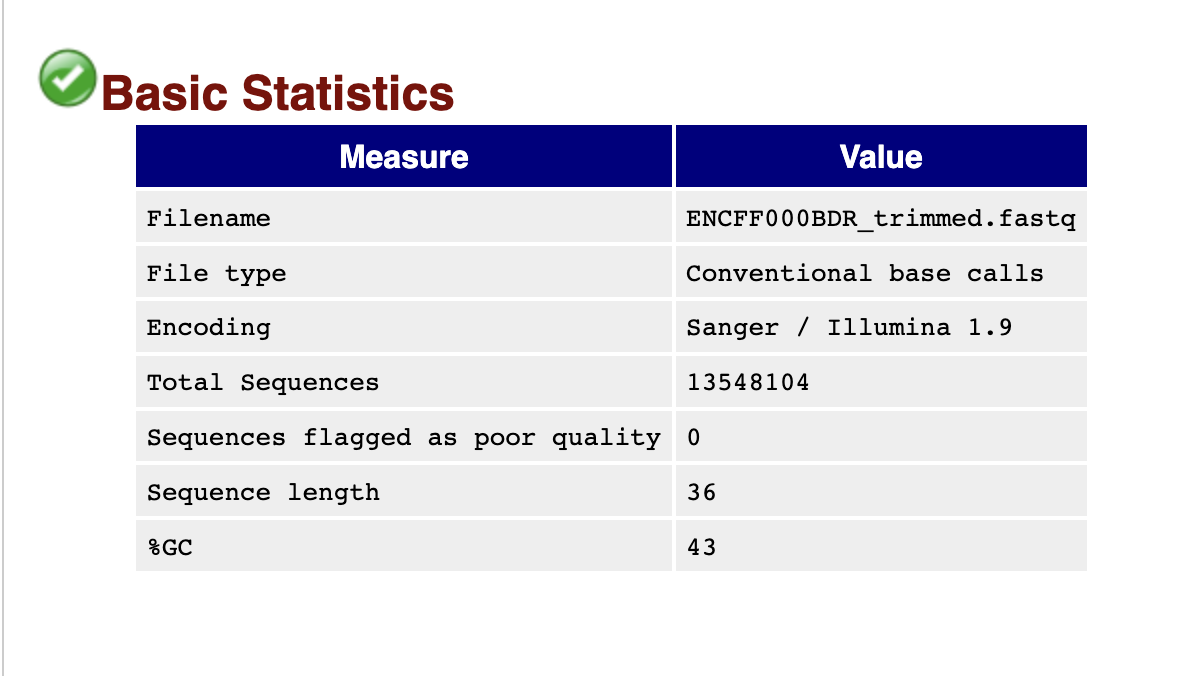 Basic Statistics
Measure Value
Filename ENCFF000BDR_trimmed.fastq
File type Conventional base calls
Encoding Sanger / Illumina 1.9
Total Sequences 13548104
Sequences flagged as poor quality 0
Sequence length 36
%GC 43